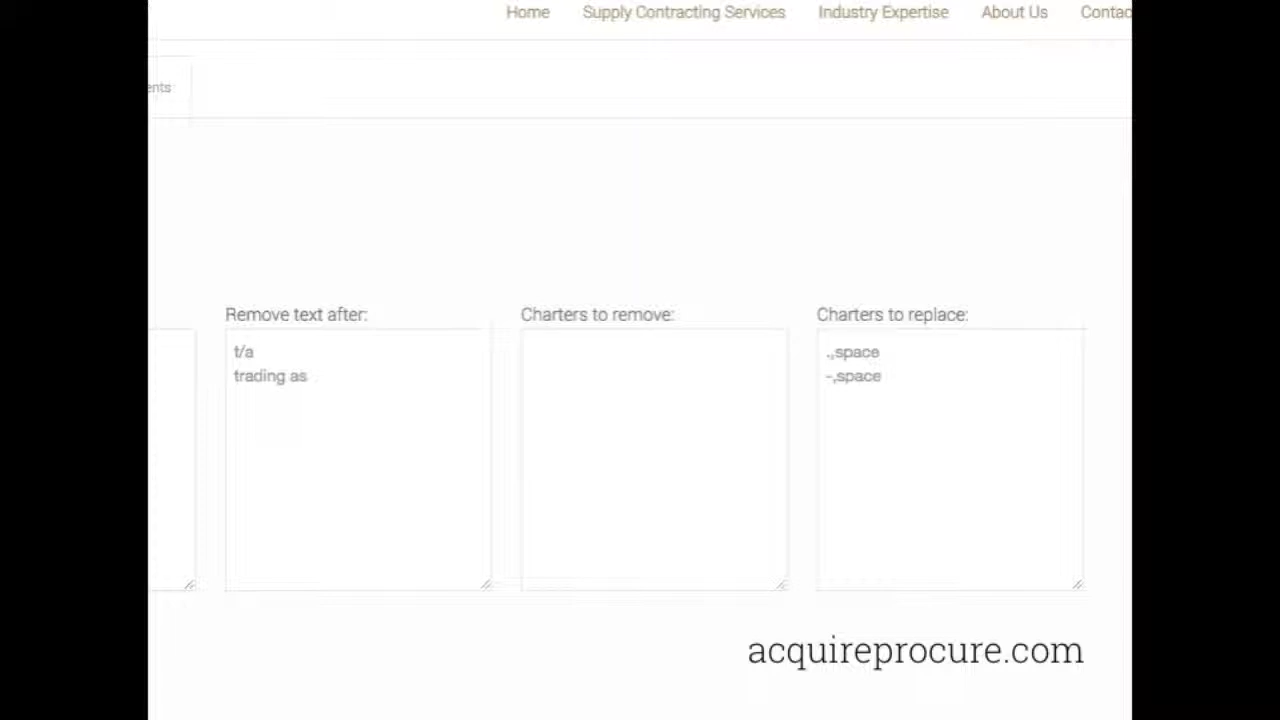 Home Supply Contracting Services Industry Expertise About Us Contac
ents
Remove text after: Charters to remove: Charters to replace:
t/a .,space
trading as -,space
acquireprocure.com